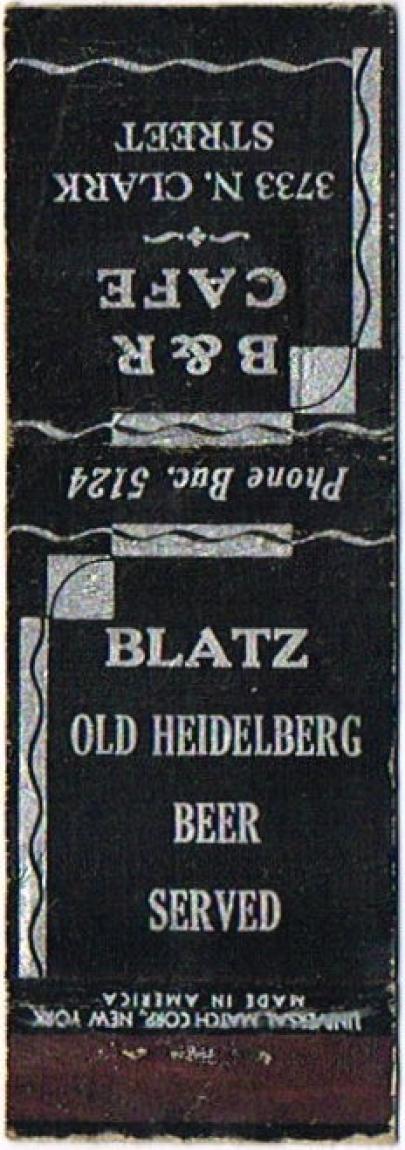 3733 N. CLARK
STREET
B & R
CAFE
Phone Buc. 5124
BLATZ
OLD HEIDELBERG
BEER
SERVED
MADE IN AMERICA
UNIVERSAL MATCH CORP., NEW YORK